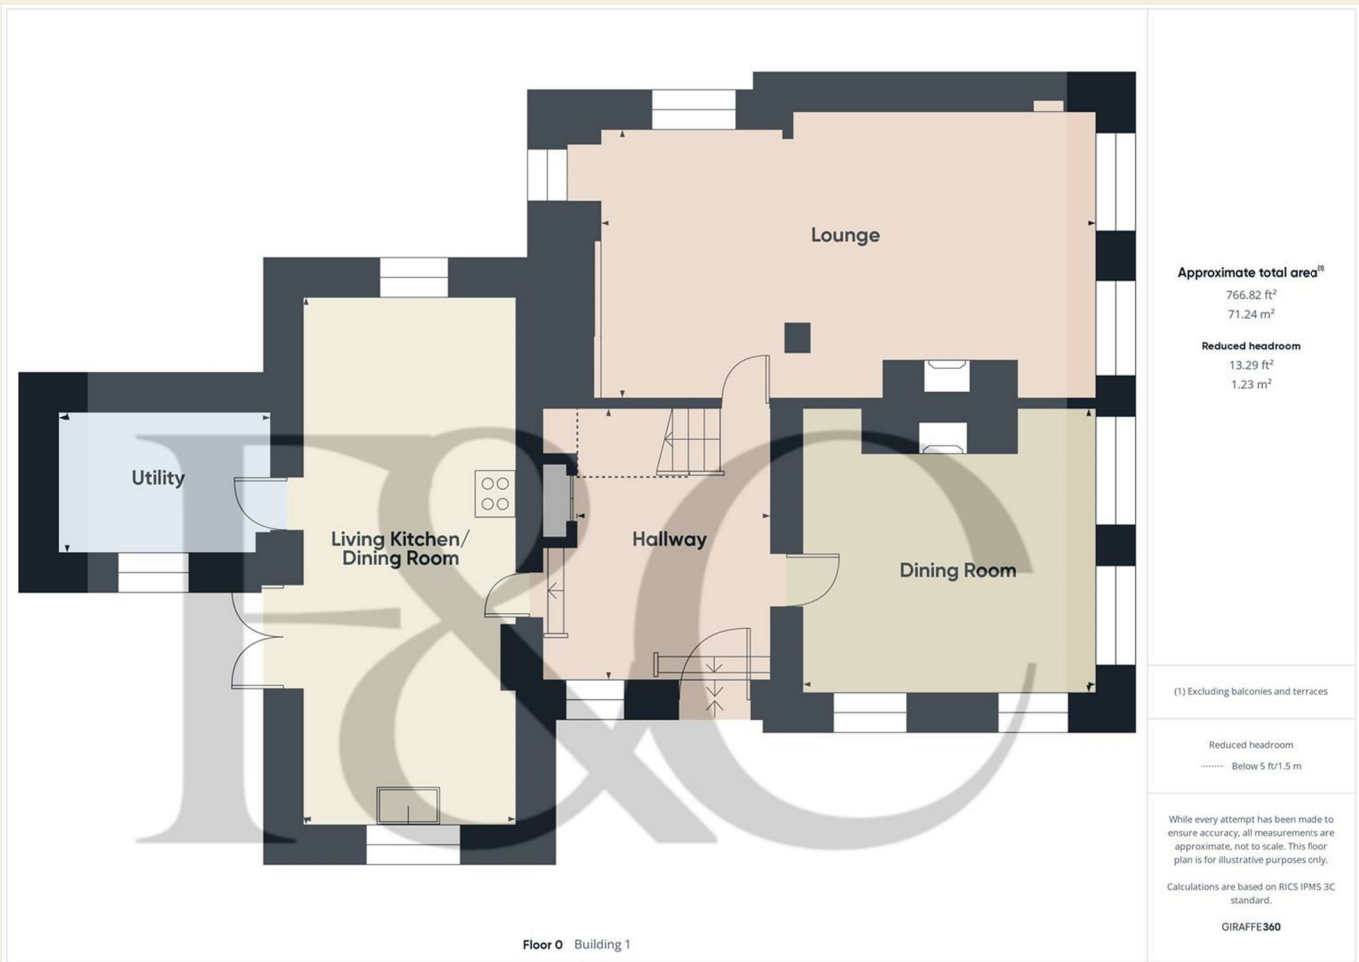 Lounge
Utility
Living Kitchen/
Dining Room
Hallway
Dining Room
F&C
Floor 0 Building 1
Approximate total area(1)
766.82 ft²
71.24 m²
Reduced headroom
13.29 ft²
1.23 m²
(1) Excluding balconies and terraces
Reduced headroom
Below 5 ft/1.5 m
While every attempt has been made to
ensure accuracy, all measurements are
approximate, not to scale. This floor
plan is for illustrative purposes only.
Calculations are based on RICS IPMS 3C
standard.
GIRAFFE360